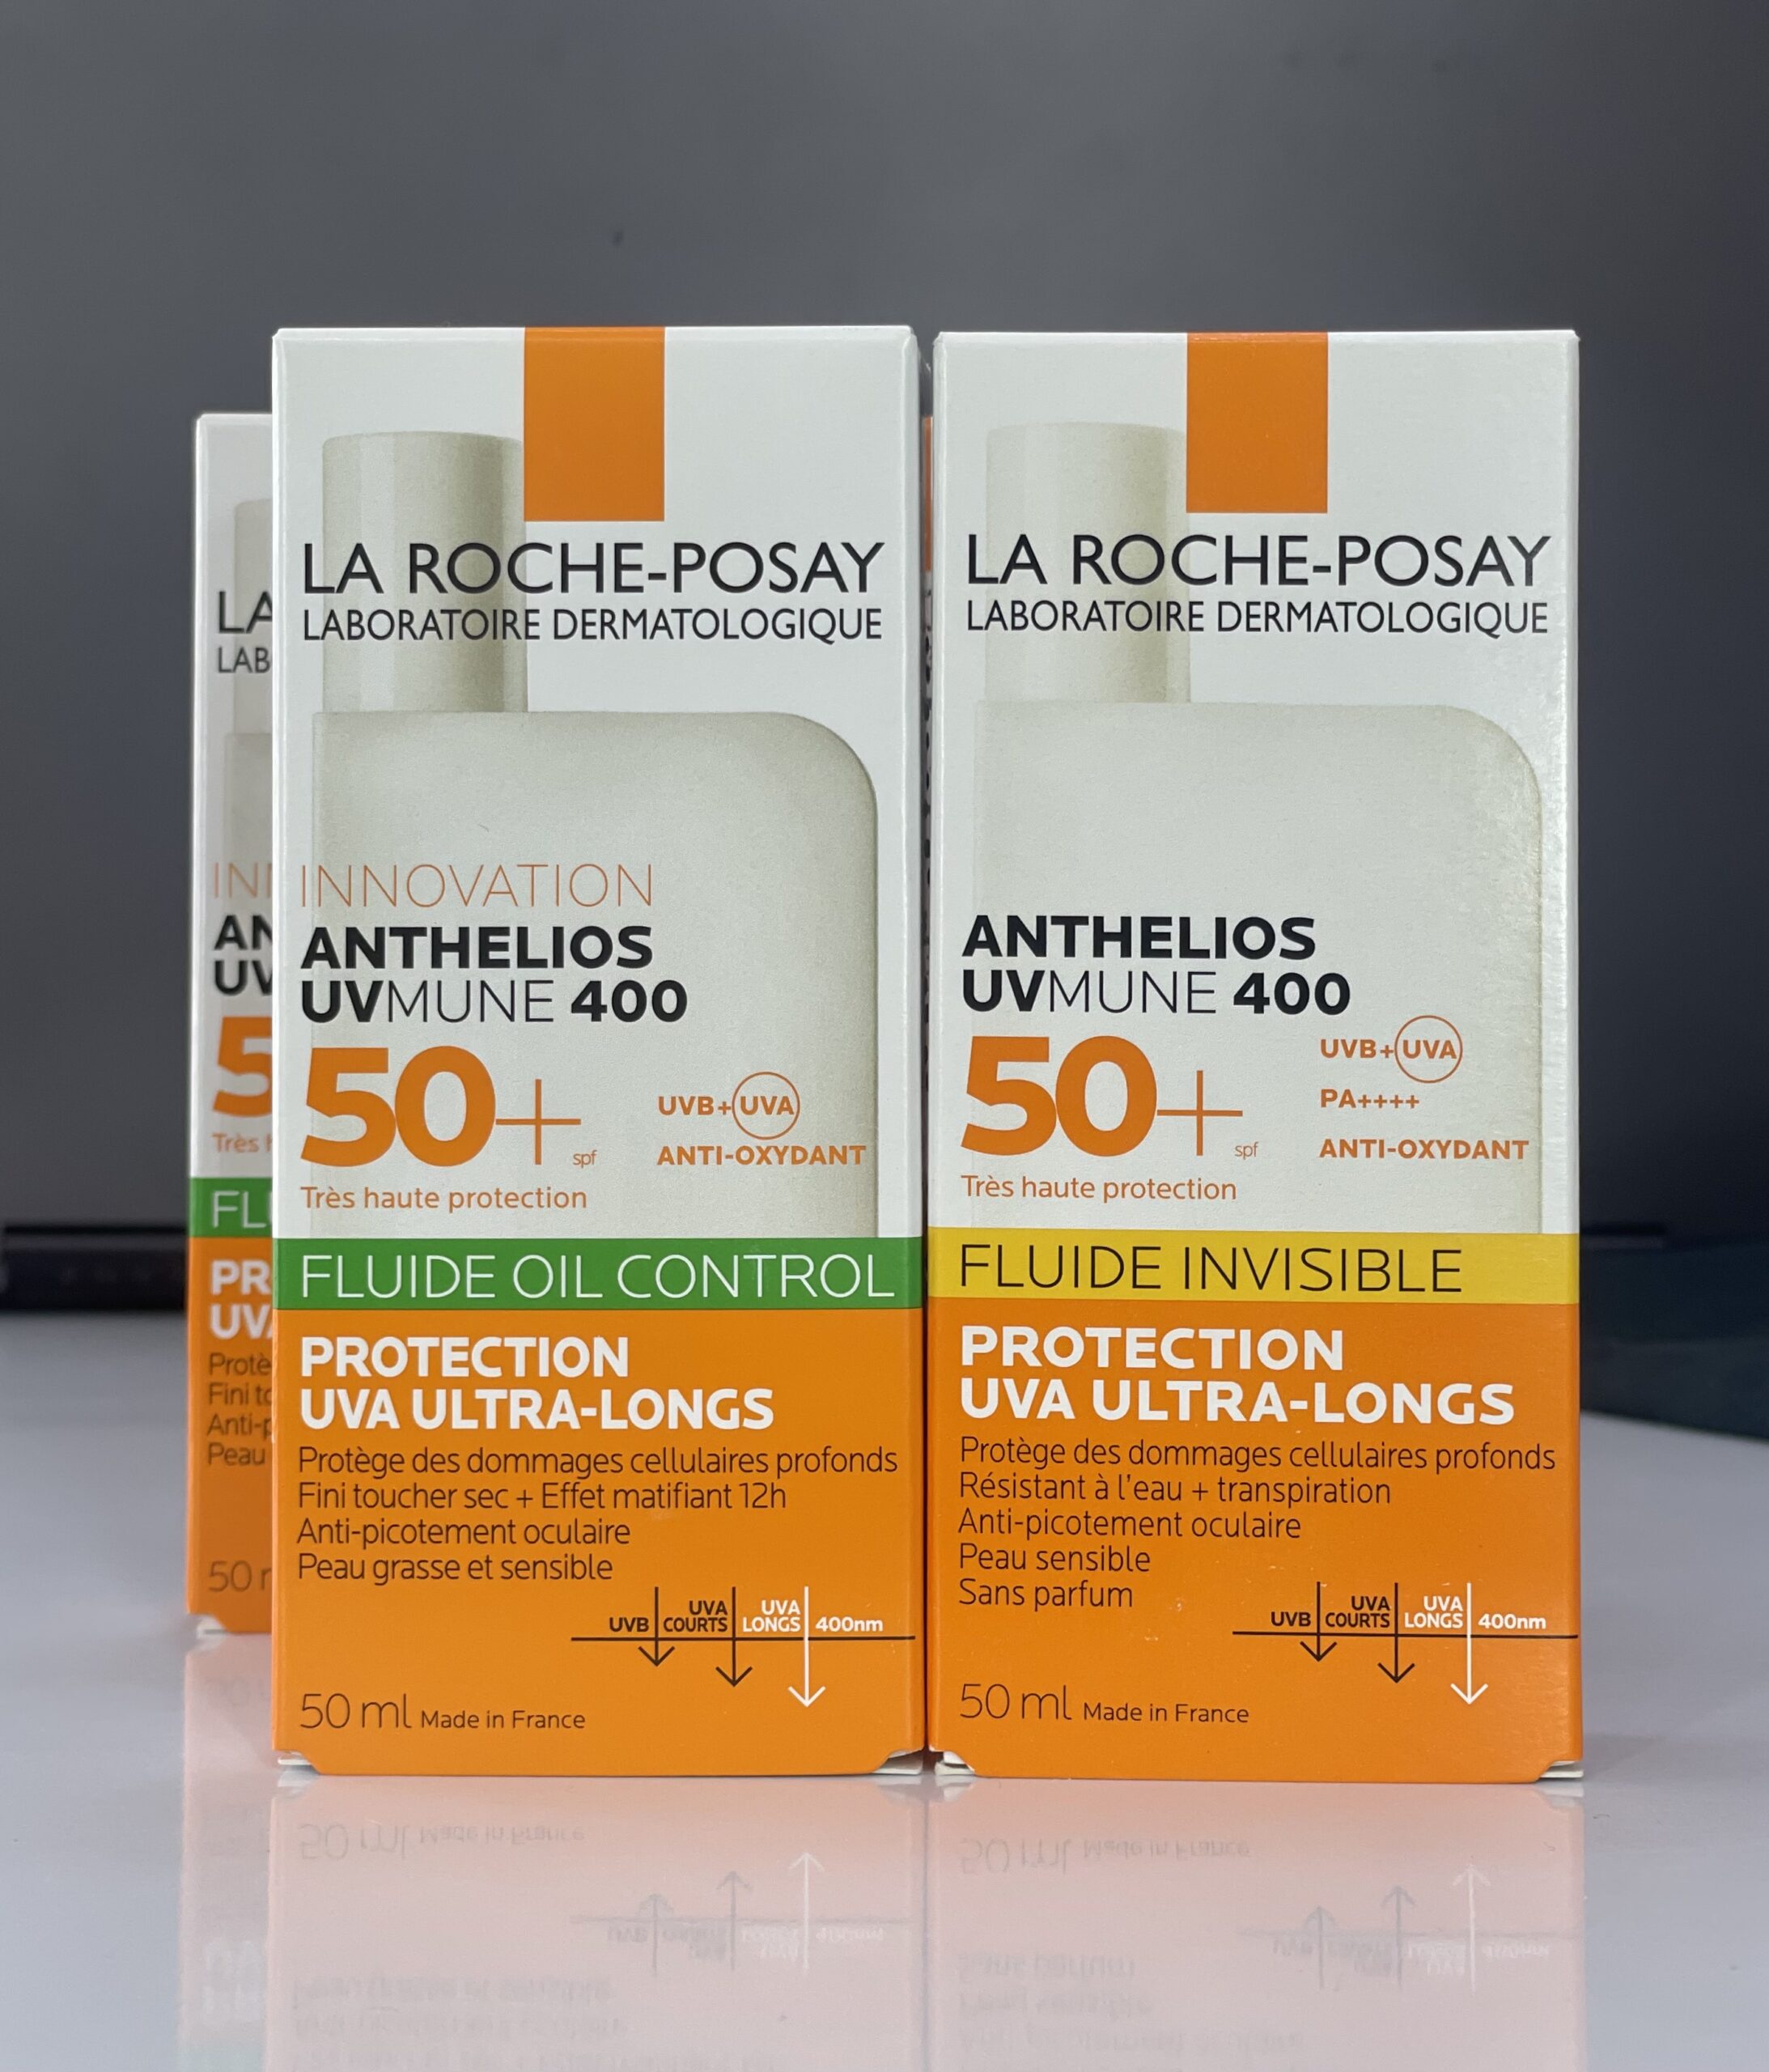 LA ROCHE-POSAY
LABORATOIRE DERMATOLOGIQUE
INNOVATION
ANTHELIOS
UVMUNE 400
50+ spf
UVB+UVA
ANTI-OXYDANT
Très haute protection
FLUIDE OIL CONTROL
PROTECTION
UVA ULTRA-LONGS
Protège des dommages cellulaires profonds
Fini toucher sec + Effet matifiant 12h
Anti-picotement oculaire
Peau grasse et sensible
UVB UVA COURTS UVA LONGS 400nm
50 ml Made in France
LA ROCHE-POSAY
LABORATOIRE DERMATOLOGIQUE
ANTHELIOS
UVMUNE 400
50+ spf
UVB+UVA
PA++++
ANTI-OXYDANT
Très haute protection
FLUIDE INVISIBLE
PROTECTION
UVA ULTRA-LONGS
Protège des dommages cellulaires profonds
Résistant à l'eau + transpiration
Anti-picotement oculaire
Peau sensible
Sans parfum
UVB UVA COURTS UVA LONGS 400nm
50 ml Made in France
LA
Très
Peau